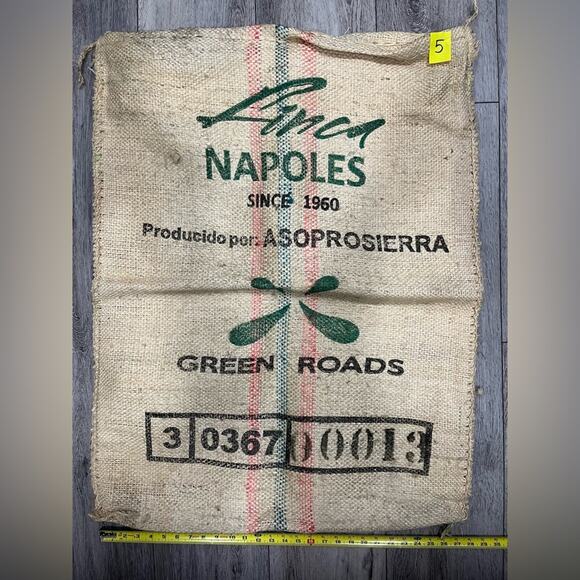 5
Finca
NAPOLES
SINCE 1960
Producido por: ASOPROSIERRA
GREEN ROADS
3 0367 00013